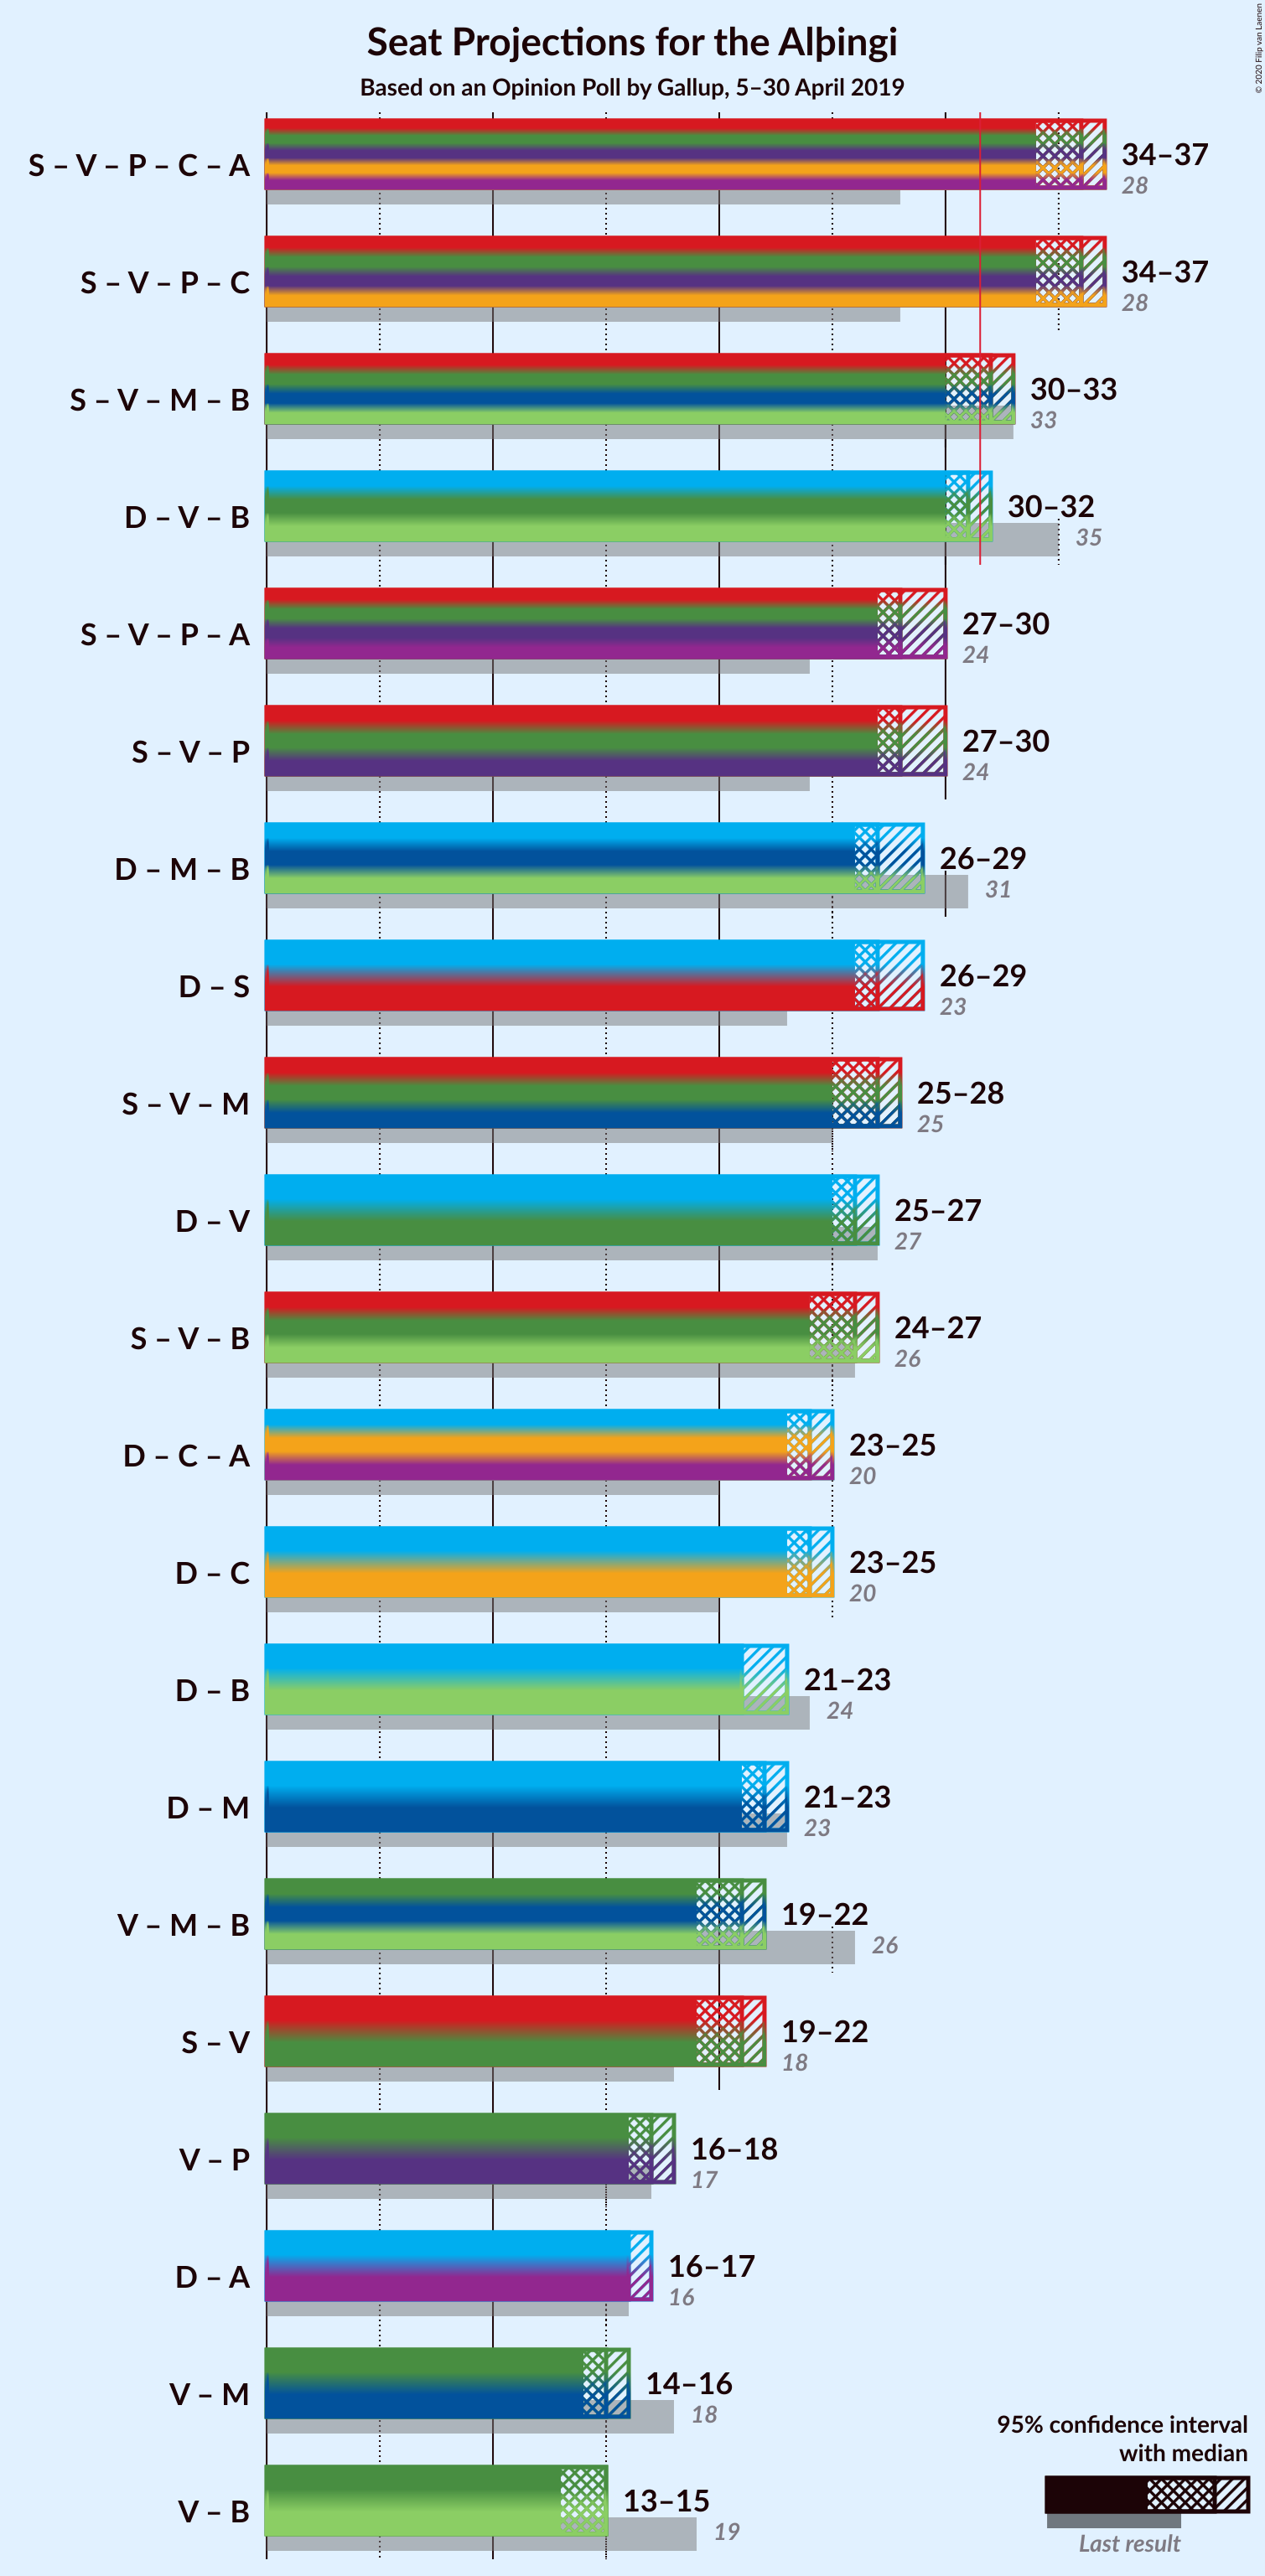 Seat Projections for the Alþingi
Based on an Opinion Poll by Gallup, 5–30 April 2019
© 2020 Filip van Laenen
S – V – P – C – A
34–37
28
S – V – P – C
34–37
28
S – V – M – B
30–33
33
D – V – B
30–32
35
S – V – P – A
27–30
24
S – V – P
27–30
24
D – M – B
26–29
31
D – S
26–29
23
S – V – M
25–28
25
D – V
25–27
27
S – V – B
24–27
26
D – C – A
23–25
20
D – C
23–25
20
D – B
21–23
24
D – M
21–23
23
V – M – B
19–22
26
S – V
19–22
18
V – P
16–18
17
D – A
16–17
16
V – M
14–16
18
V – B
13–15
19
95% confidence interval
with median
Last result